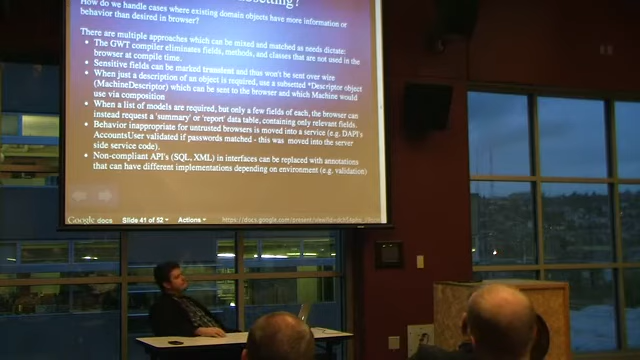 How do we handle cases where existing domain objects have more information or
behavior than desired in browser?
There are multiple approaches which can be mixed and matched as needs dictate:
• The GWT compiler eliminates fields, methods, and classes that are not used in the
browser at compile time.
• Sensitive fields can be marked transient and thus won't be sent over wire
• When just a description of an object is required, use a subsetted *Descriptor object
(MachineDescriptor) which can be sent to the browser and which Machine would
use via composition
• When a list of models are required, but only a few fields of each, the browser can
instead request a 'summary' or 'report' data table, containing only relevant fields.
• Behavior inappropriate for untrusted browsers is moved into a service (e.g. DAPI's
AccountsUser validated if passwords matched - this was moved into the server
side service code).
• Non-compliant API's (SQL, XML) in interfaces can be replaced with annotations
that can have different implementations depending on environment (e.g. validation)
Google docs Slide 41 of 52 Actions